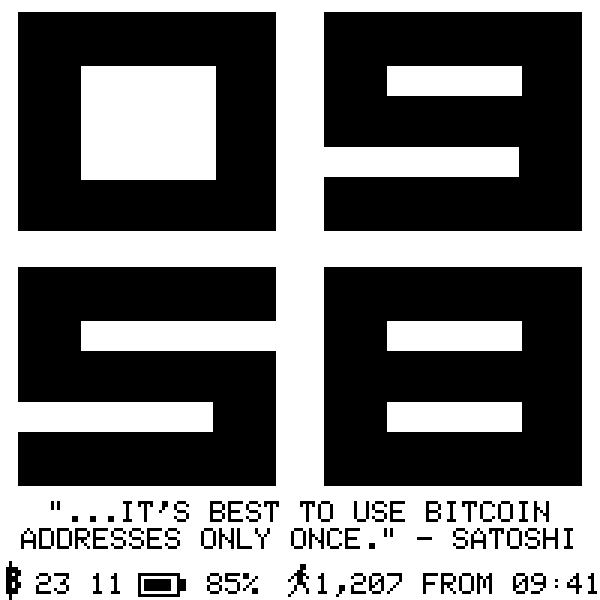 09
58
"...IT'S BEST TO USE BITCOIN
ADDRESSES ONLY ONCE." - SATOSHI
₿ 23 11 85% 1,207 FROM 09:41